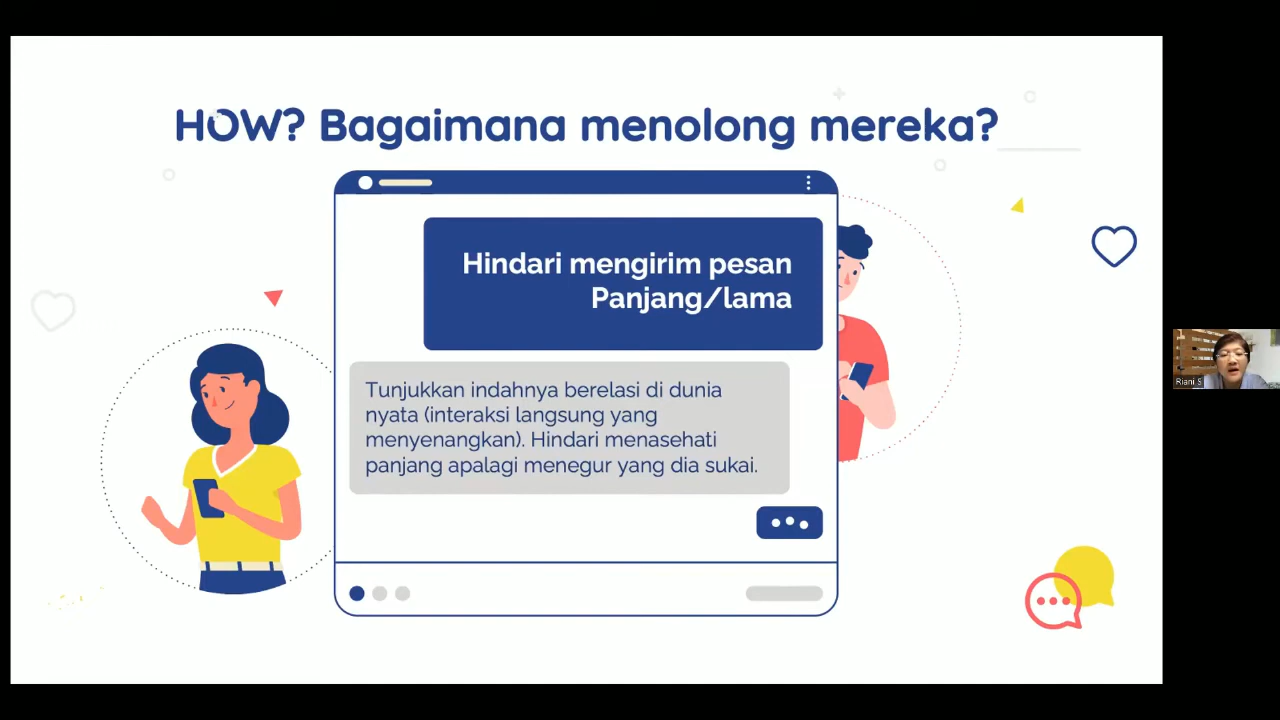 HOW? Bagaimana menolong mereka?
Hindari mengirim pesan
Panjang/lama
Tunjukkan indahnya berelasi di dunia
nyata (interaksi langsung yang
menyenangkan). Hindari menasehati
panjang apalagi menegur yang dia sukai.
Riani S